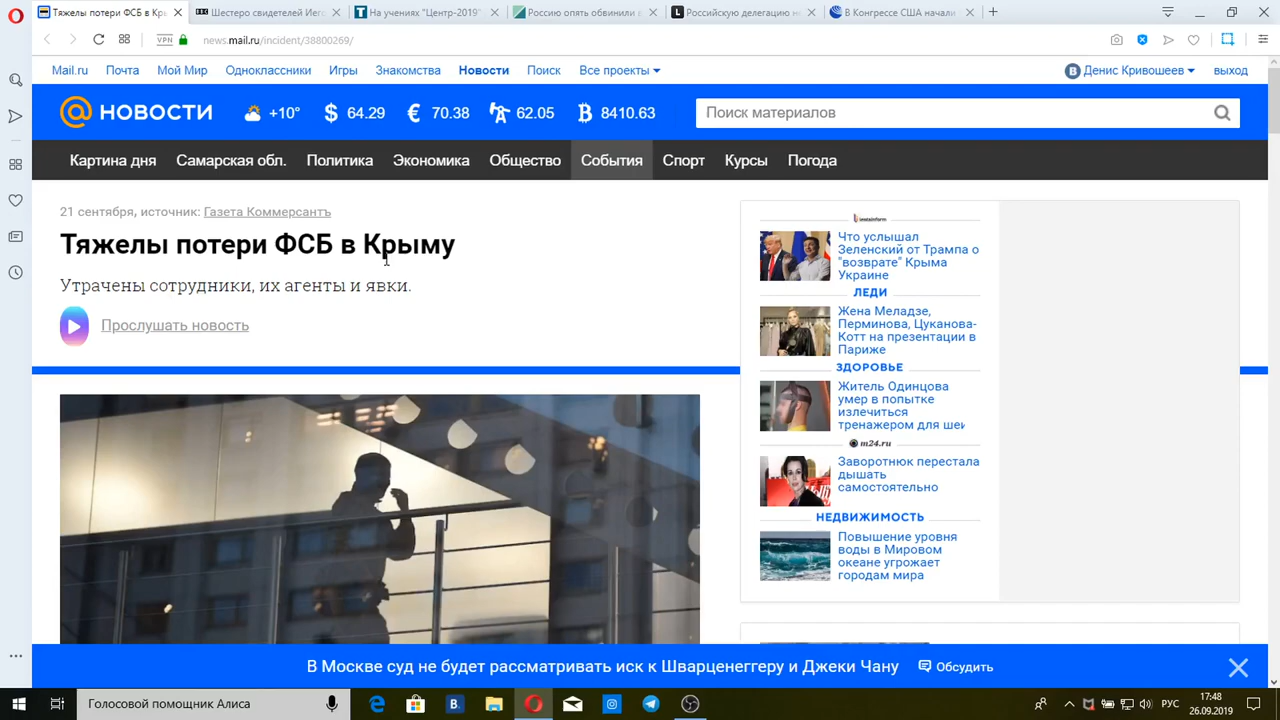 Тяжелы потери ФСБ в Кр
Шестеро свидетелей Иего
На учениях "Центр-2019"
Россию опять обвинили в
Российскую делегацию не
В Конгрессе США начали
VPN
news.mail.ru/incident/38800269/
Mail.ru Почта Мой Мир Одноклассники Игры Знакомства Новости Поиск Все проекты
Денис Кривошеев выход
НОВОСТИ +10° $ 64.29 € 70.38 62.05 8410.63
Поиск материалов
Картина дня Самарская обл. Политика Экономика Общество События Спорт Курсы Погода
21 сентября, источник: Газета Коммерсантъ
Тяжелы потери ФСБ в Крыму
Утрачены сотрудники, их агенты и явки.
Прослушать новость
Что услышал
Зеленский от Трампа о
"возврате" Крыма
Украине
ЛЕДИ
Жена Меладзе,
Перминова, Цуканова-
Котт на презентации в
Париже
ЗДОРОВЬЕ
Житель Одинцова
умер в попытке
излечиться
тренажером для шеи
m24.ru
Заворотнюк перестала
дышать
самостоятельно
НЕДВИЖИМОСТЬ
Повышение уровня
воды в Мировом
океане угрожает
городам мира
В Москве суд не будет рассматривать иск к Шварценеггеру и Джеки Чану Обсудить
Голосовой помощник Алиса
РУС
17:48
26.09.2019